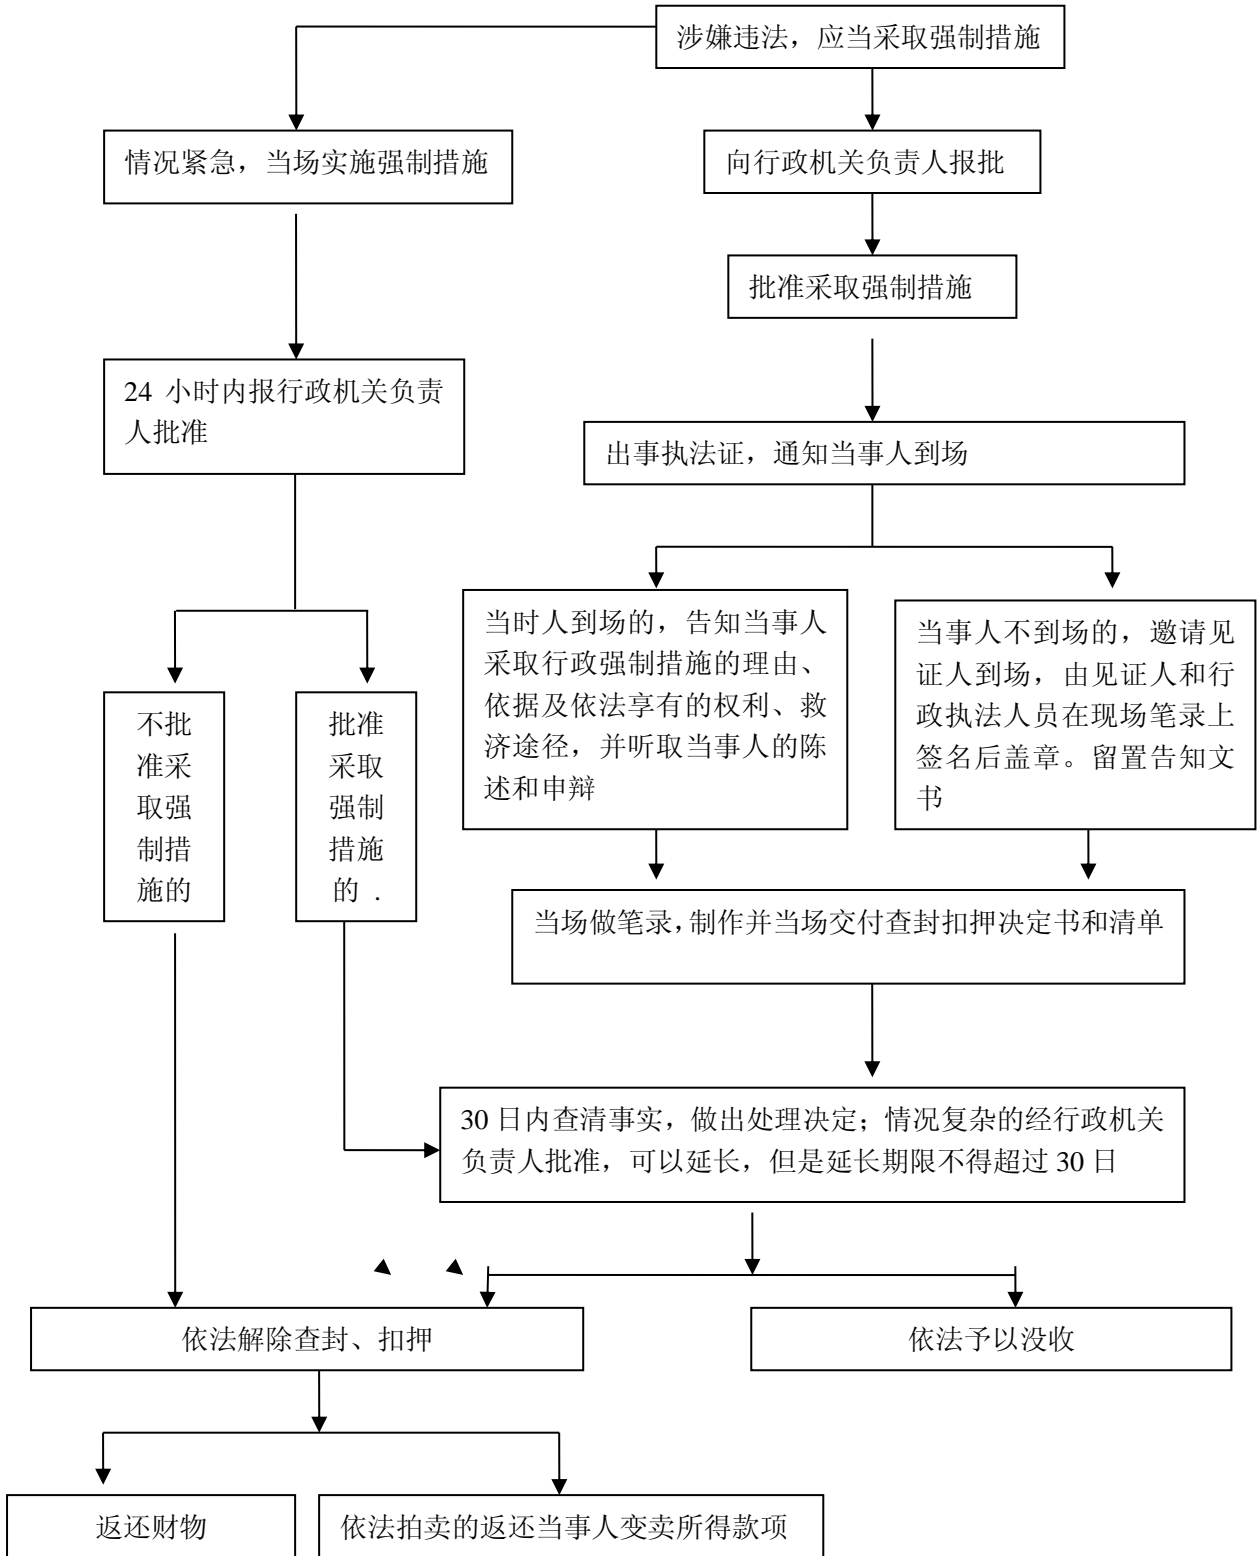 涉嫌违法，应当采取强制措施
情况紧急，当场实施强制措施
向行政机关负责人报批
批准采取强制措施
24 小时内报行政机关负责
人批准
出事执法证，通知当事人到场
当时人到场的，告知当事人
采取行政强制措施的理由、
依据及依法享有的权利、救
济途径，并听取当事人的陈
述和申辩
当事人不到场的，邀请见
证人到场，由见证人和行
政执法人员在现场笔录上
签名后盖章。留置告知文
书
不批
准采
取强
制措
施的
批准
采取
强制
措施
的．
当场做笔录，制作并当场交付查封扣押决定书和清单
30 日内查清事实，做出处理决定；情况复杂的经行政机关
负责人批准，可以延长，但是延长期限不得超过 30 日
依法解除查封、扣押
依法予以没收
返还财物
依法拍卖的返还当事人变卖所得款项